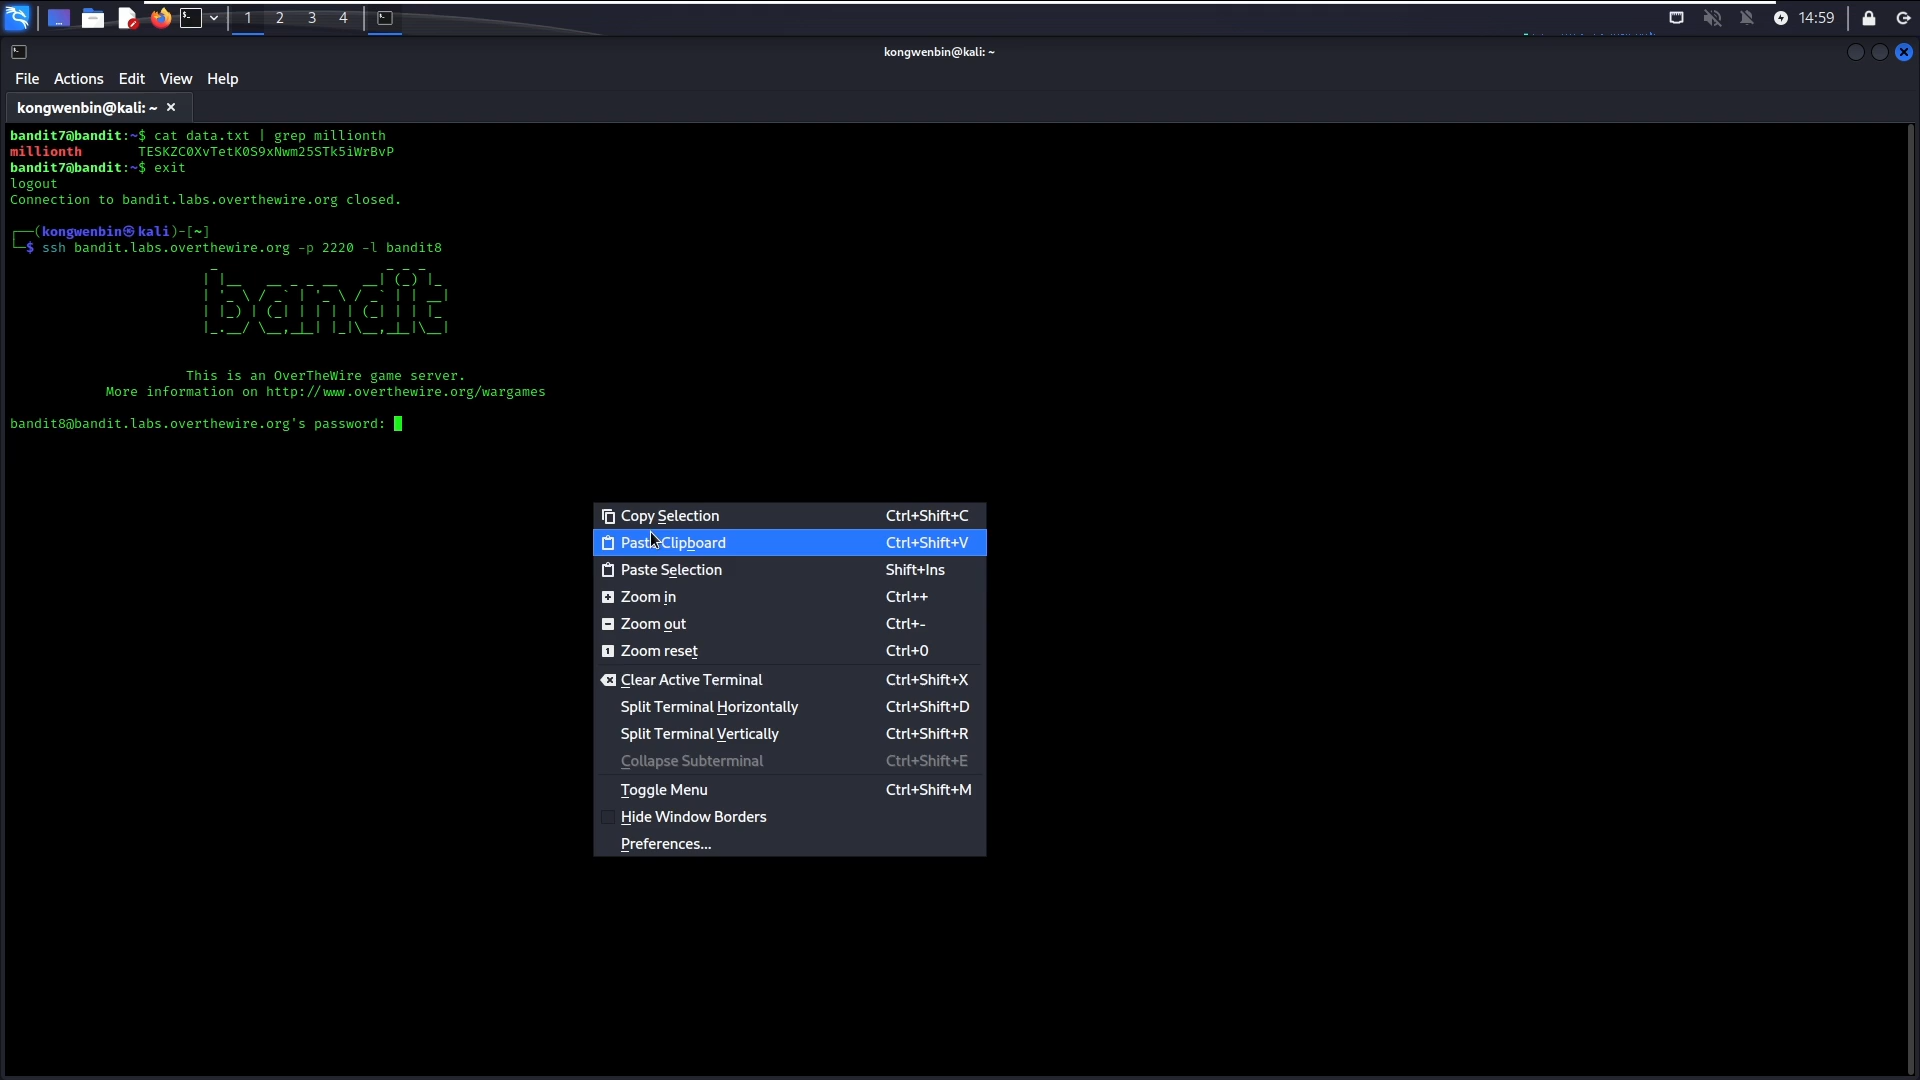 1 2 3 4 14:59
kongwenbin@kali: ~
File Actions Edit View Help
kongwenbin@kali: ~ ×
bandit7@bandit:~$ cat data.txt | grep millionth
millionth TESKZC0XvTetK0S9xNwm25STk5iWrBvP
bandit7@bandit:~$ exit
logout
Connection to bandit.labs.overthewire.org closed.
┌──(kongwenbin㉿kali)-[~]
└─$ ssh bandit.labs.overthewire.org -p 2220 -l bandit8
bandit
This is an OverTheWire game server.
More information on http://www.overthewire.org/wargames
bandit8@bandit.labs.overthewire.org's password:
Copy Selection Ctrl+Shift+C
Paste Clipboard Ctrl+Shift+V
Paste Selection Shift+Ins
Zoom in Ctrl++
Zoom out Ctrl+-
Zoom reset Ctrl+0
Clear Active Terminal Ctrl+Shift+X
Split Terminal Horizontally Ctrl+Shift+D
Split Terminal Vertically Ctrl+Shift+R
Collapse Subterminal Ctrl+Shift+E
Toggle Menu Ctrl+Shift+M
Hide Window Borders
Preferences...